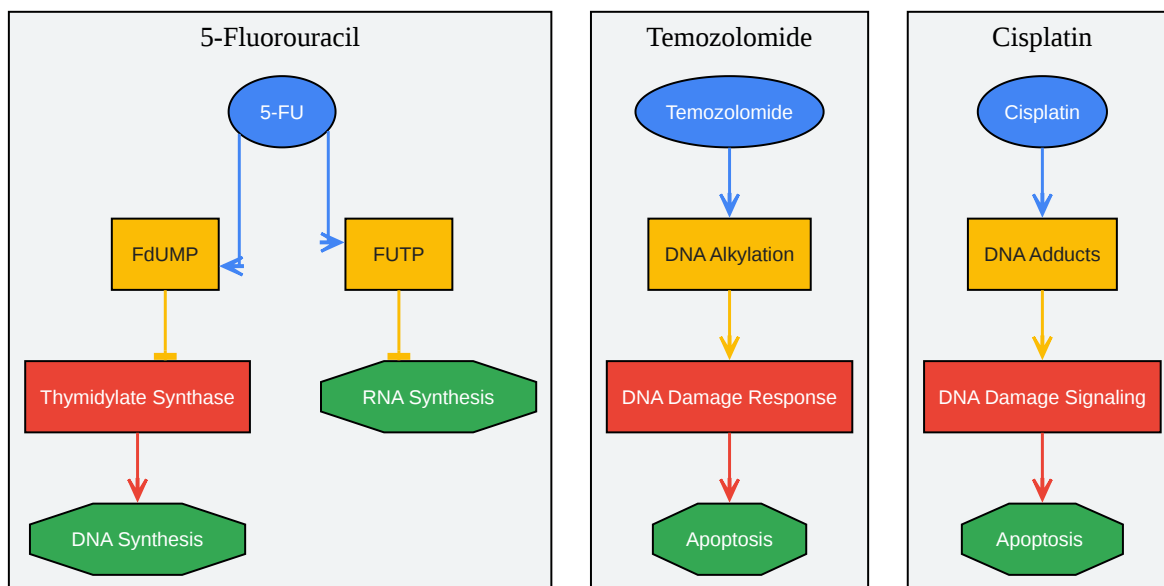 5-Fluorouracil
5-FU
FdUMP
FUTP
Thymidylate Synthase
RNA Synthesis
DNA Synthesis
Temozolomide
Temozolomide
DNA Alkylation
DNA Damage Response
Apoptosis
Cisplatin
Cisplatin
DNA Adducts
DNA Damage Signaling
Apoptosis